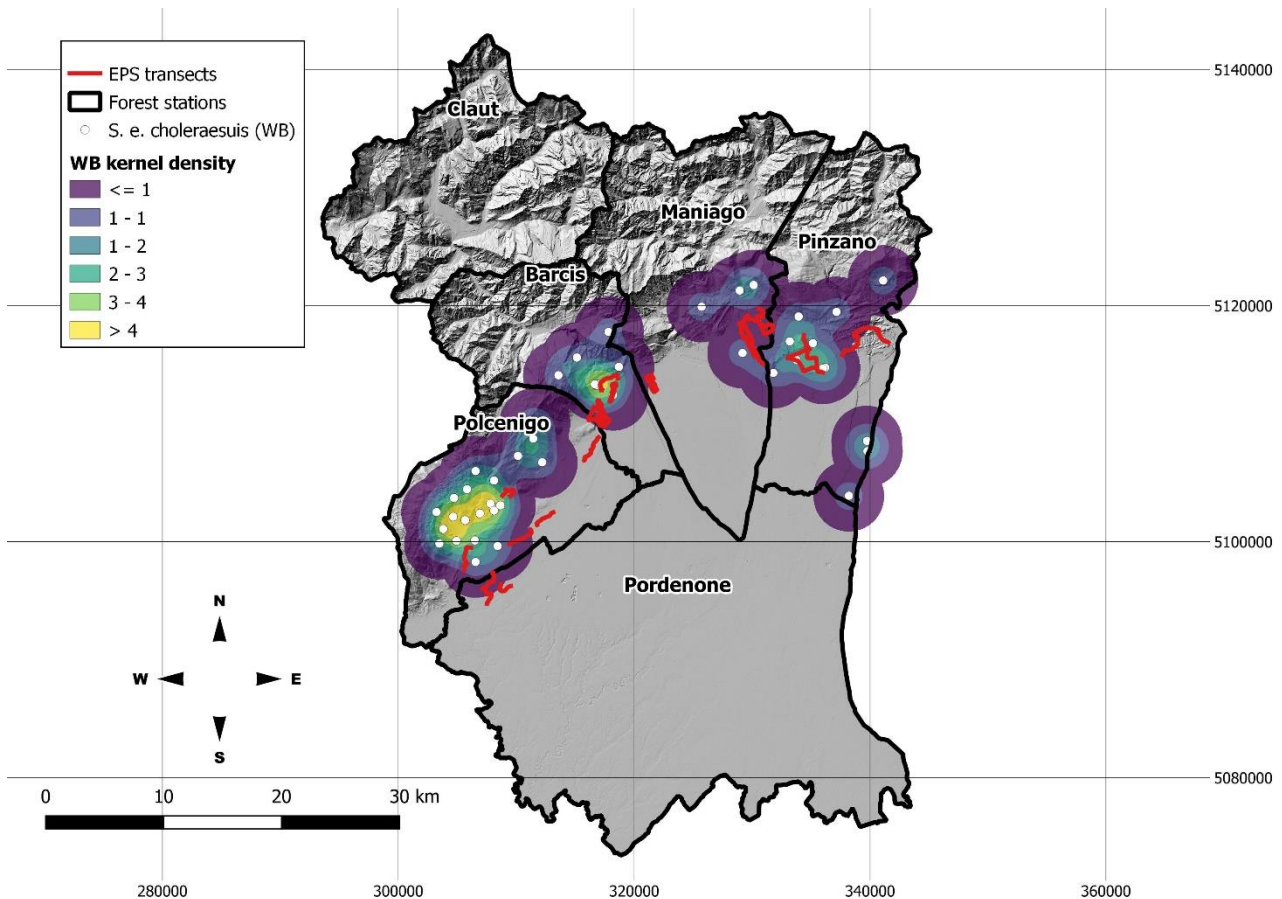 EPS transects
Forest stations
S. e. choleraesuis (WB)
WB kernel density
<= 1
1 - 1
1 - 2
2 - 3
3 - 4
> 4
Claut
Maniago
Pinzano
Barcis
Polcenigo
Pordenone
5140000
5120000
5100000
5080000
N
W E
S
0 10 20 30 km
280000 300000 320000 340000 360000